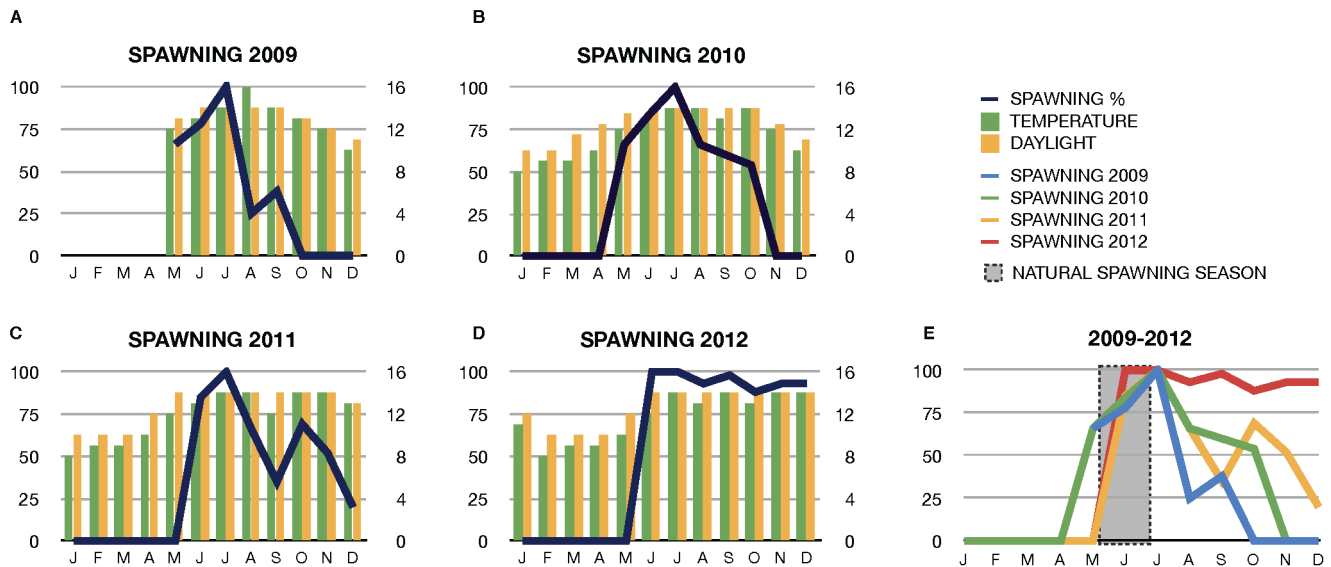 A
SPAWNING 2009
100
75
50
25
0
16
12
8
4
0
J F M A M J J A S O N D
B
SPAWNING 2010
100
75
50
25
0
16
12
8
4
0
J F M A M J J A S O N D
SPAWNING %
TEMPERATURE
DAYLIGHT
SPAWNING 2009
SPAWNING 2010
SPAWNING 2011
SPAWNING 2012
NATURAL SPAWNING SEASON
C
SPAWNING 2011
100
75
50
25
0
16
12
8
4
0
J F M A M J J A S O N D
D
SPAWNING 2012
100
75
50
25
0
16
12
8
4
0
J F M A M J J A S O N D
E
2009-2012
100
75
50
25
0
J F M A M J J A S O N D